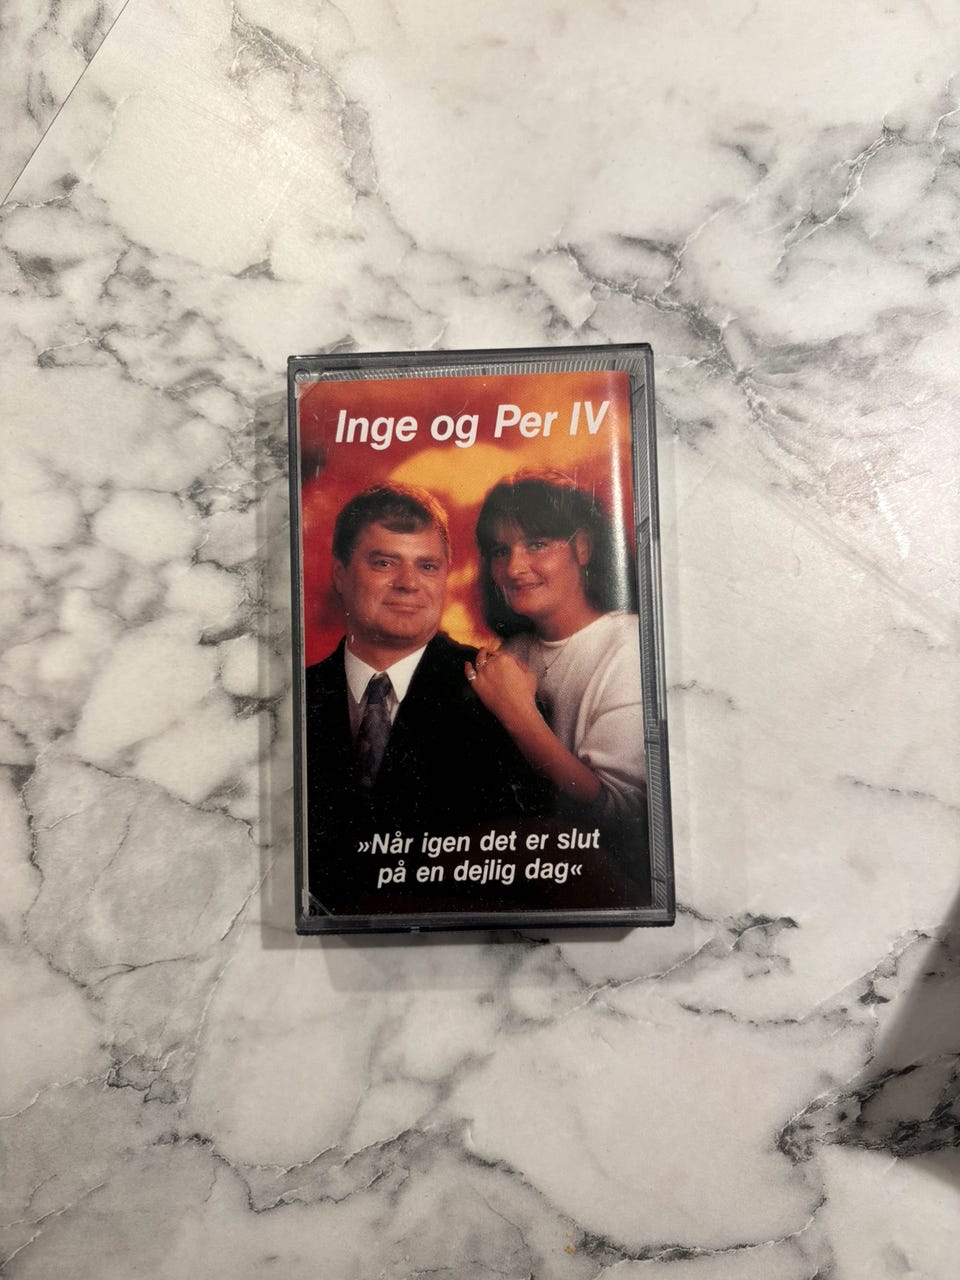 Inge og Per IV
»Når igen det er slut
på en dejlig dag«